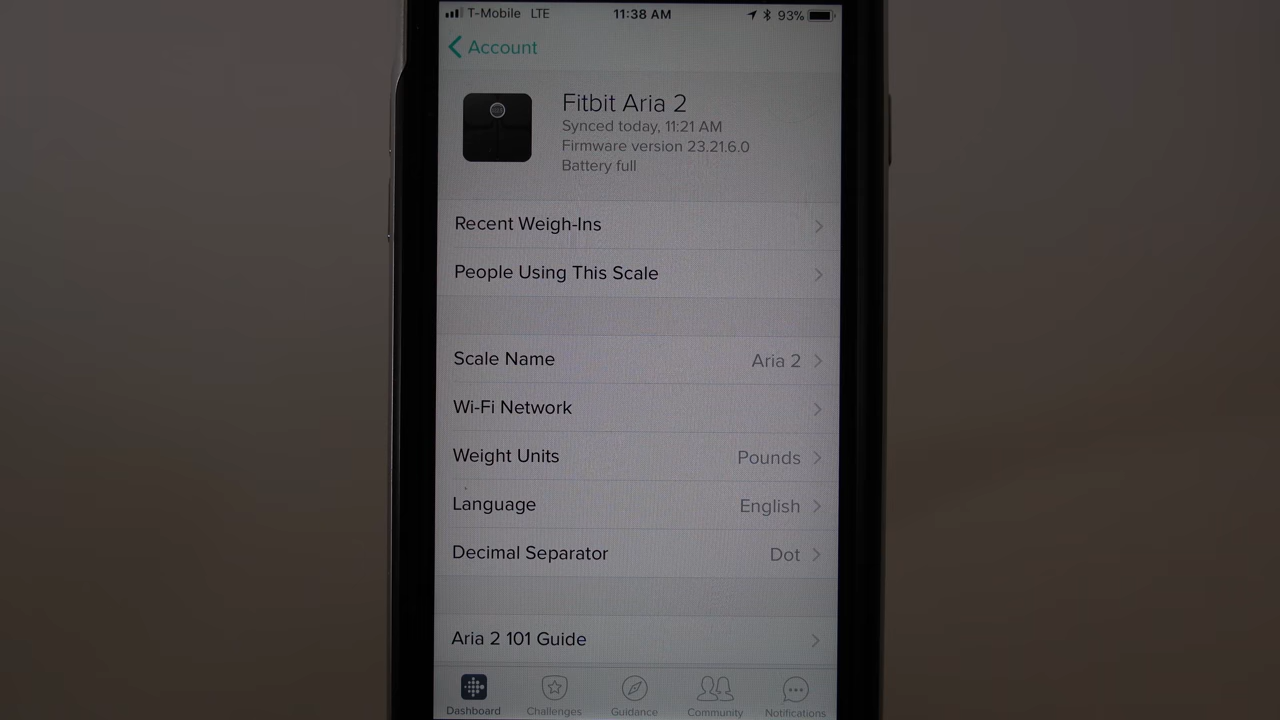 T-Mobile LTE 11:38 AM 93%
Account
Fitbit Aria 2
Synced today, 11:21 AM
Firmware version 23.21.6.0
Battery full
Recent Weigh-Ins
People Using This Scale
Scale Name Aria 2
Wi-Fi Network
Weight Units Pounds
Language English
Decimal Separator Dot
Aria 2 101 Guide
Dashboard Challenges Guidance Community Notifications